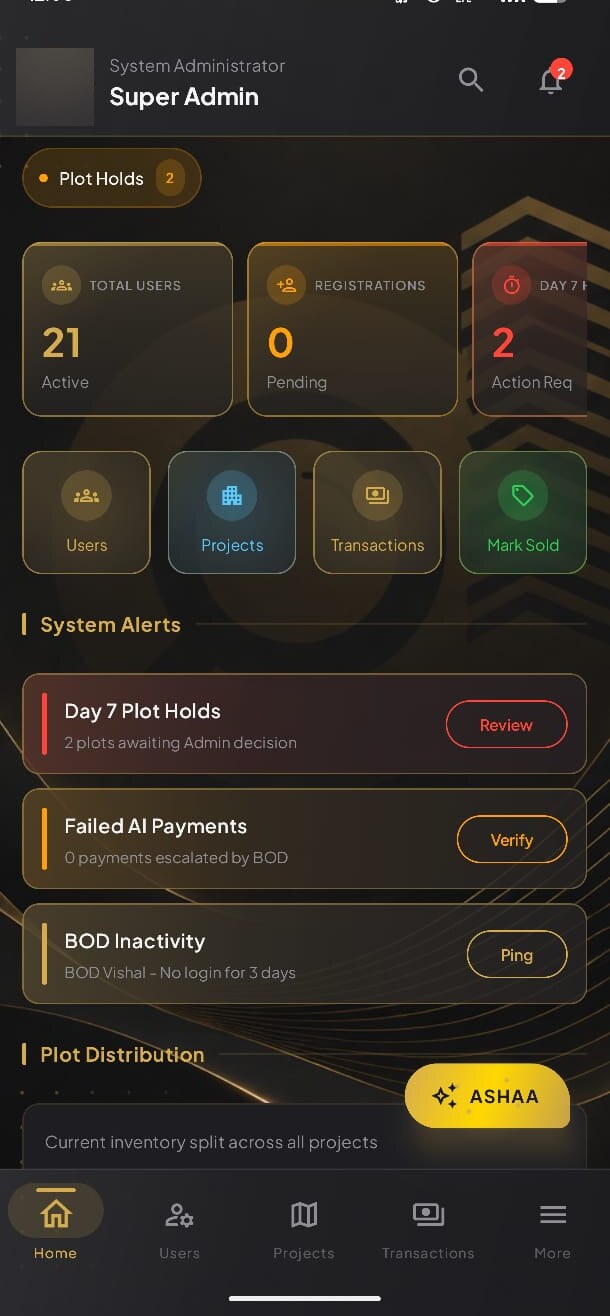 System Administrator
Super Admin
2
Plot Holds 2
TOTAL USERS
21
Active
REGISTRATIONS
0
Pending
DAY 7
2
Action Req
Users
Projects
Transactions
Mark Sold
System Alerts
Day 7 Plot Holds
2 plots awaiting Admin decision
Review
Failed AI Payments
0 payments escalated by BOD
Verify
BOD Inactivity
BOD Vishal - No login for 3 days
Ping
Plot Distribution
ASHAA
Current inventory split across all projects
Home
Users
Projects
Transactions
More